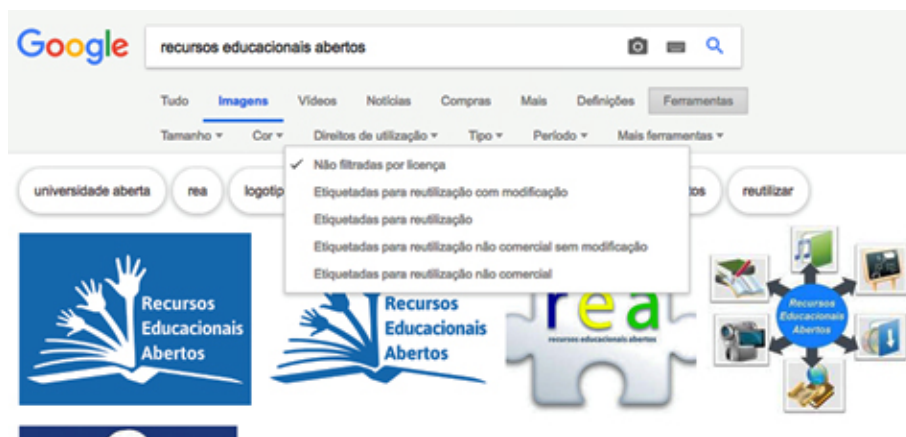 Google
recursos educacionais abertos
Tudo Imagens Vídeos Notícias Compras Mais Definições Ferramentas
Tamanho Cor Direitos de utilização Tipo Período Mais ferramentas
Não filtradas por licença
Etiquetadas para reutilização com modificação
Etiquetadas para reutilização
Etiquetadas para reutilização não comercial sem modificação
Etiquetadas para reutilização não comercial
universidade aberta rea logotip tos reutilizar
Recursos
Educacionais
Abertos
Recursos
Educacionais
Abertos
rea
recursos educacionais abertos
Recursos
Educacionais
Abertos